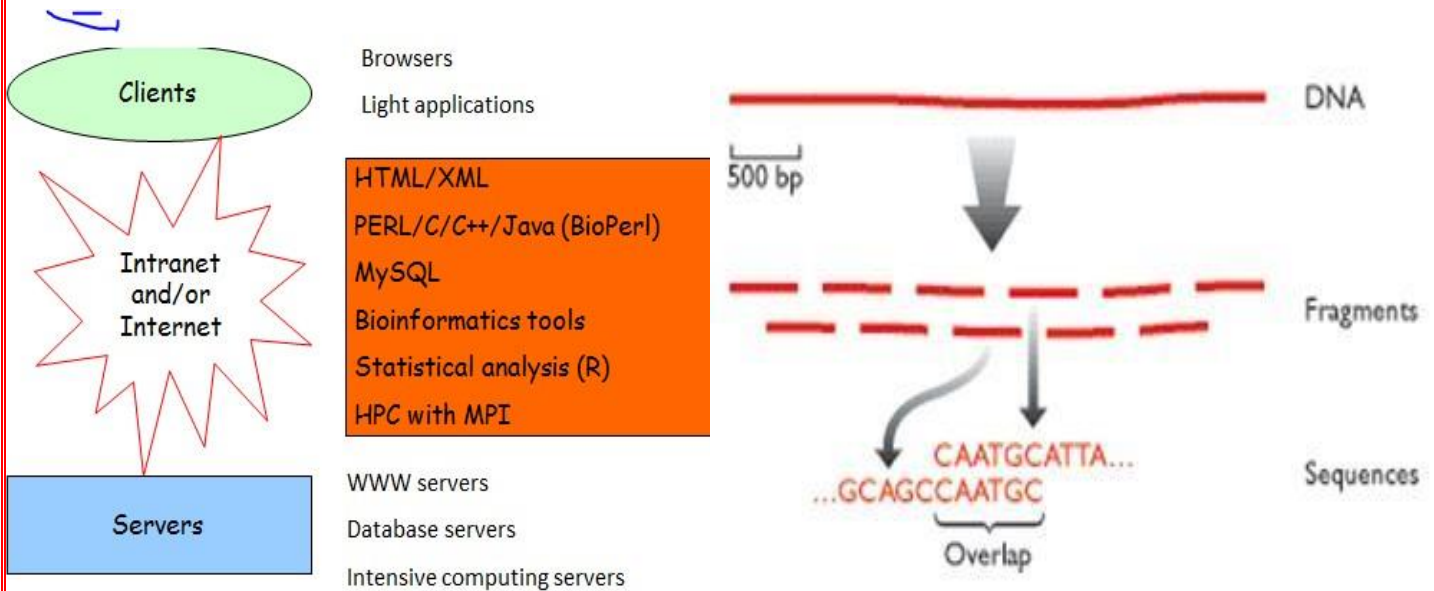 Clients
Browsers
Light applications
Intranet
and/or
Internet
HTML/XML
PERL/C/C++/Java (BioPerl)
MySQL
Bioinformatics tools
Statistical analysis (R)
HPC with MPI
Servers
WWW servers
Database servers
Intensive computing servers
DNA
500 bp
Fragments
CAATGCATTA...
...GCAGCCAATGC
Sequences
Overlap